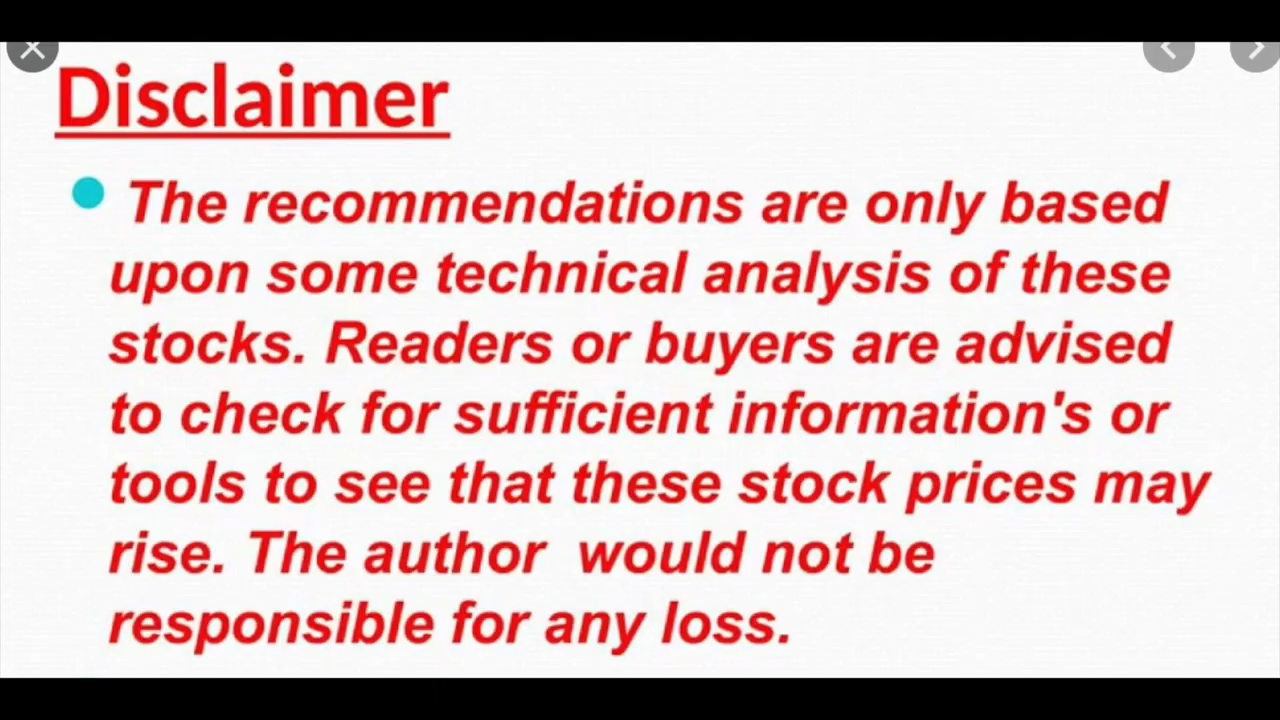 Disclaimer
The recommendations are only based
upon some technical analysis of these
stocks. Readers or buyers are advised
to check for sufficient information's or
tools to see that these stock prices may
rise. The author would not be
responsible for any loss.